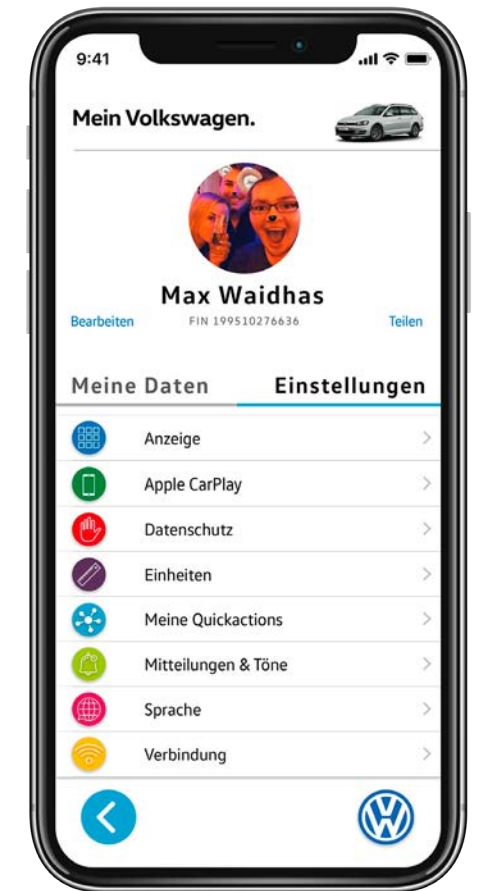 9:41
Mein Volkswagen.
Max Waidhas
Bearbeiten FIN 199510276636 Teilen
Meine Daten Einstellungen
Anzeige
Apple CarPlay
Datenschutz
Einheiten
Meine Quickactions
Mitteilungen & Töne
Sprache
Verbindung